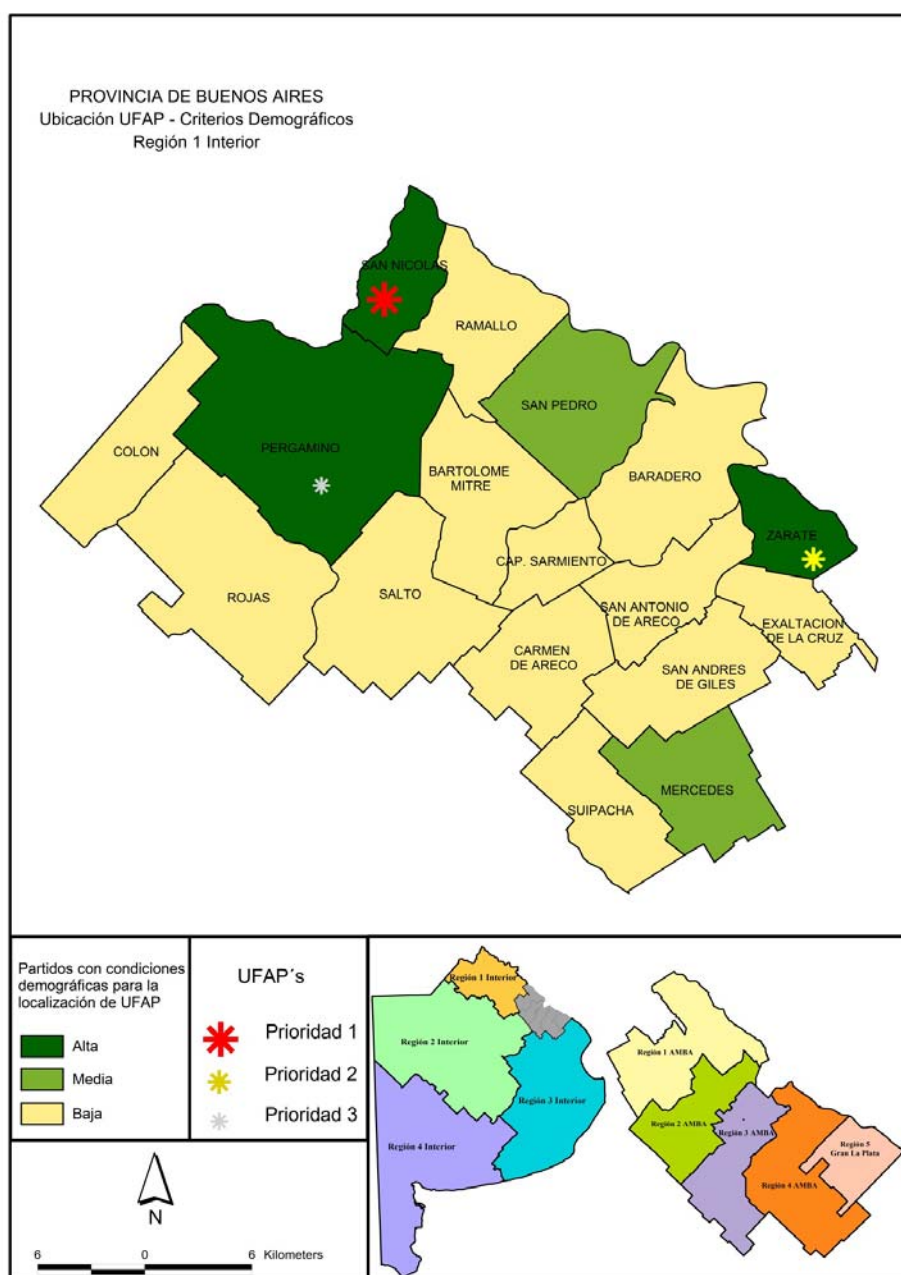 PROVINCIA DE BUENOS AIRES
Ubicación UFAP - Criterios Demográficos
Región 1 Interior
SAN NICOLAS
RAMALLO
SAN PEDRO
COLON
PERGAMINO
BARTOLOME
MITRE
BARADERO
ZARATE
CAP. SARMIENTO
ROJAS
SALTO
SAN ANTONIO
DE ARECO
EXALTACION
DE LA CRUZ
CARMEN
DE ARECO
SAN ANDRES
DE GILES
SUIPACHA
MERCEDES
Partidos con condiciones
demográficas para la
localización de UFAP
Alta
Media
Baja
UFAP´s
Prioridad 1
Prioridad 2
Prioridad 3
N
6 0 6 Kilometers
Región 1 Interior
Región 2 Interior
Región 3 Interior
Región 4 Interior
Región 1 AMBA
Región 2 AMBA
Región 3 AMBA
Región 4 AMBA
Región 5
Gran La Plata